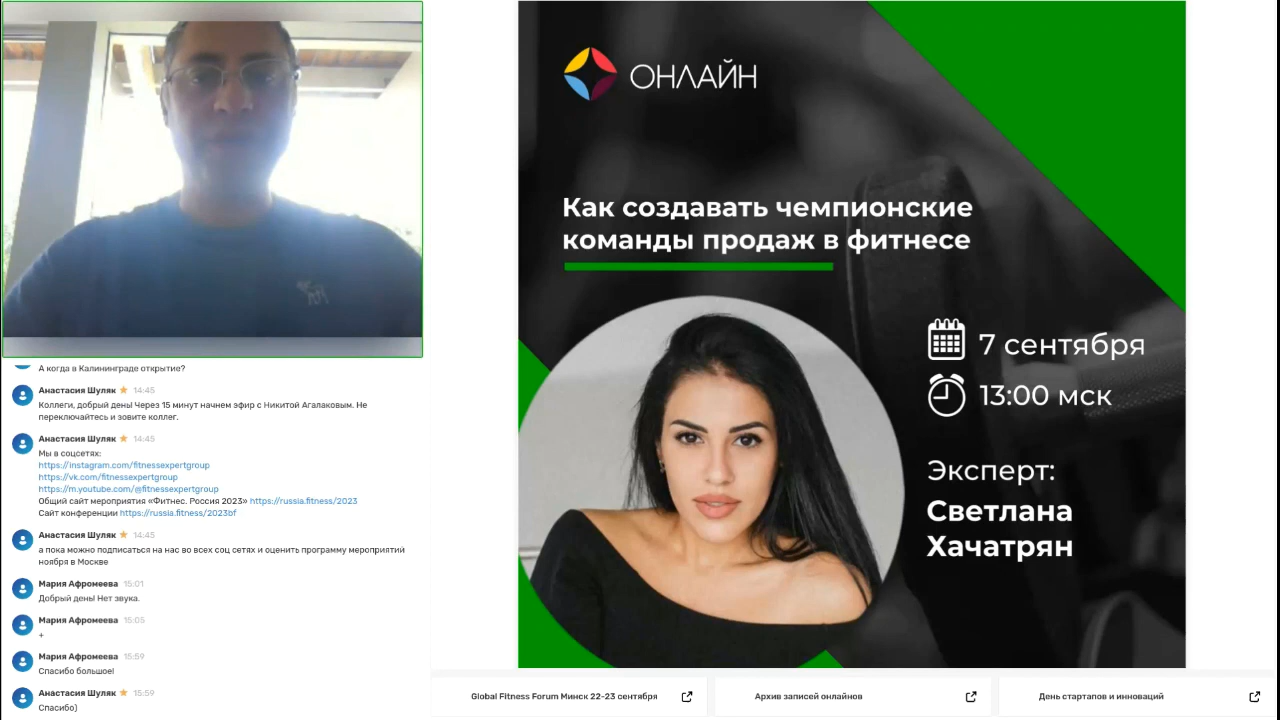 А когда в Калининграде открытие?
Анастасия Шуляк 14:45
Коллеги, добрый день! Через 15 минут начнем эфир с Никитой Агалаковым. Не
переключайтесь и зовите коллег.
Анастасия Шуляк 14:45
Мы в соцсетях:
https://instagram.com/fitnessexpertgroup
https://vk.com/fitnessexpertgroup
https://m.youtube.com/@fitnessexpertgroup
Общий сайт мероприятия «Фитнес. Россия 2023» https://russia.fitness/2023
Сайт конференции https://russia.fitness/2023bf
Анастасия Шуляк 14:45
а пока можно подписаться на нас во всех соц сетях и оценить программу мероприятий
ноября в Москве
Мария Афромеева 15:01
Добрый день! Нет звука.
Мария Афромеева 15:05
+
Мария Афромеева 15:59
Спасибо большое!
Анастасия Шуляк 15:59
Спасибо)
ОНЛАЙН
Как создавать чемпионские
команды продаж в фитнесе
7 сентября
13:00 мск
Эксперт:
Светлана
Хачатрян
Global Fitness Forum Минск 22-23 сентября
Архив записей онлайнов
День стартапов и инноваций